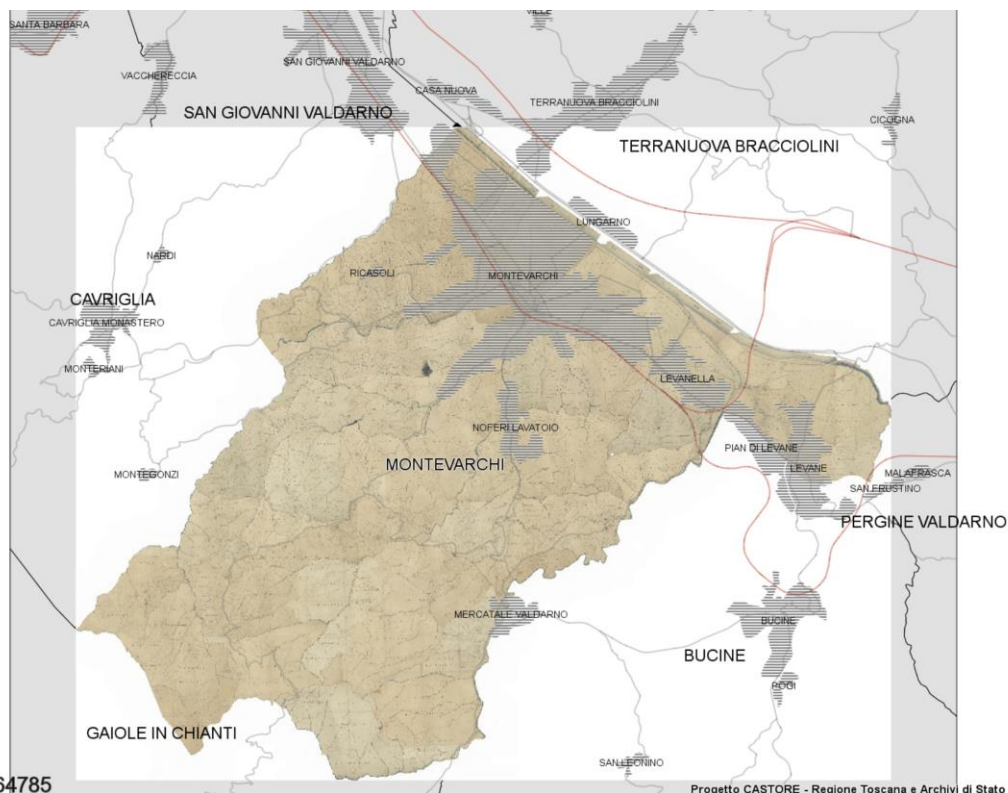 SANTA BARBARA
VILLE
SAN GIOVANNI VALDARNO
VACCHERECCIA
CASA NUOVA
TERRANUOVA BRACCIOLINI
SAN GIOVANNI VALDARNO
CICOGNA
TERRANUOVA BRACCIOLINI
LUNGARNO
NARDI
RICASOLI
MONTEVARCHI
CAVRIGLIA
CAVRIGLIA MONASTERO
MONTERIANI
LEVANELLA
NOFERI LAVATOIO
PIAN DI LEVANE
MONTEVARCHI
LEVANE
MONTEGONZI
MALAFRASCA
SAN FRUSTINO
PERGINE VALDARNO
MERCATALE VALDARNO
BUCINE
BUCINE
POGI
GAIOLE IN CHIANTI
SAN LEONINO
64785
Progetto CASTORE - Regione Toscana e Archivi di Stato